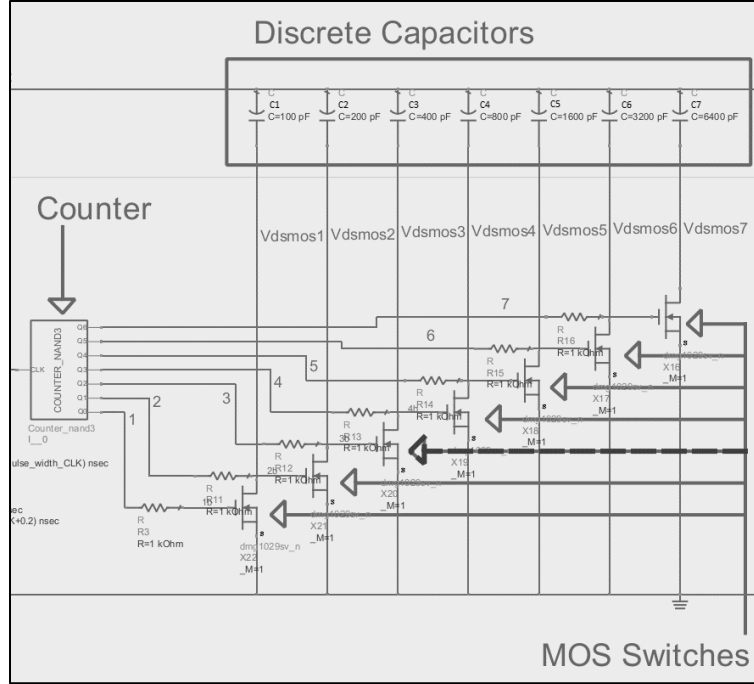 Discrete Capacitors
C C C C C C C
C1 C2 C3 C4 C5 C6 C7
C=100 pF C=200 pF C=400 pF C=800 pF C=1600 pF C=3200 pF C=6400 pF
Counter
Vdsmos1 Vdsmos2 Vdsmos3 Vdsmos4 Vdsmos5 Vdsmos6 Vdsmos7
COUNTER_NAND3
CLK
Q6
Q5
Q4
Q3
Q2
Q1
Q0
Counter_nand3
I__0
ulse_width_CLK) nsec
sec
K+0.2) nsec
7
6
5
4
3
2
1
R
R16
R=1 kOhm
R
R15
R=1 kOhm
R
R14
R=1 kOhm
R
R13
R=1 kOhm
R
R12
R=1 kOhm
R
R11
R=1 kOhm
R
R3
R=1 kOhm
X16
_M=1
X17
_M=1
X18
_M=1
X19
_M=1
X20
_M=1
X21
_M=1
dmg1029sv_n
X22
_M=1
MOS Switches